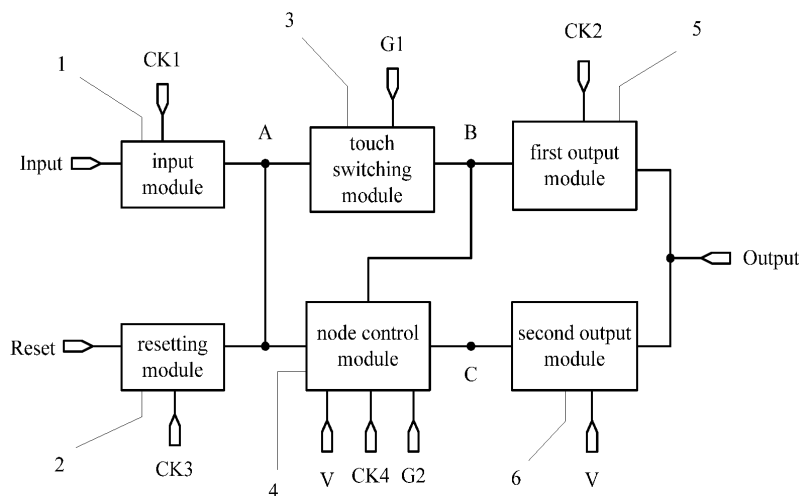 3
5
1
CK1
G1
CK2
A
B
Input
input
module
touch
switching
module
first output
module
Output
Reset
resetting
module
node control
module
second output
module
C
2
CK3
4
V
CK4
G2
6
V